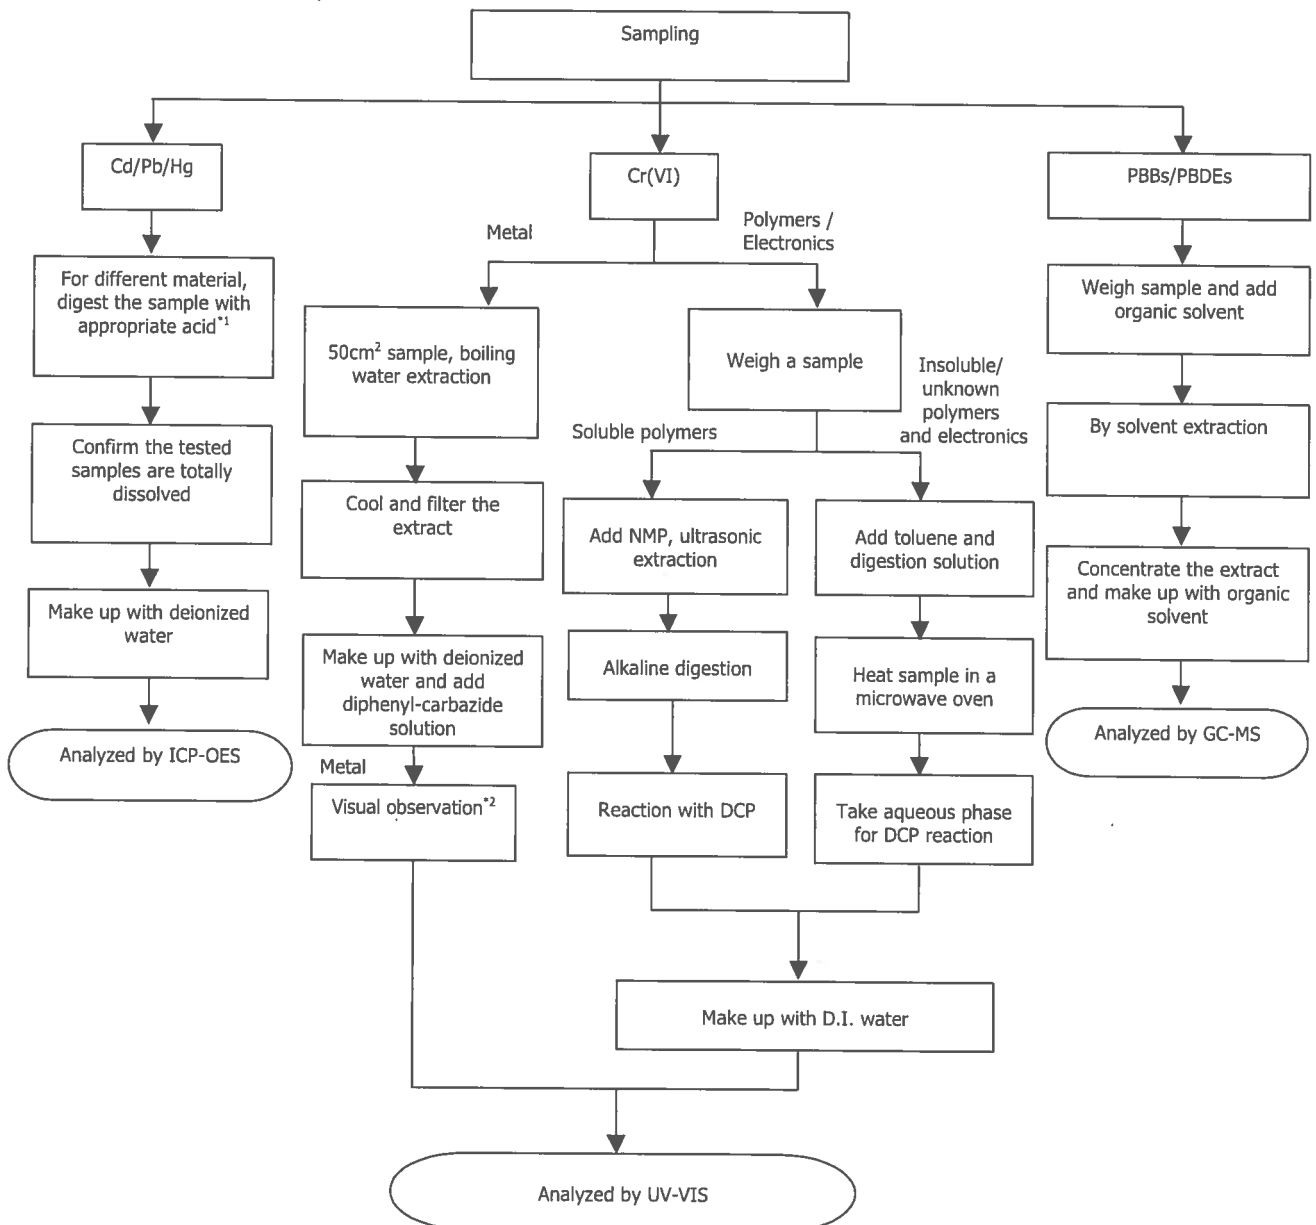 Sampling
Cd/Pb/Hg
Cr(VI)
PBBs/PBDEs
Metal
Polymers /
Electronics
For different material,
digest the sample with
appropriate acid*1
Weigh sample and add
organic solvent
50cm2 sample, boiling
water extraction
Weigh a sample
Insoluble/
unknown
polymers
and electronics
Soluble polymers
By solvent extraction
Confirm the tested
samples are totally
dissolved
Cool and filter the
extract
Add NMP, ultrasonic
extraction
Add toluene and
digestion solution
Concentrate the extract
and make up with organic
solvent
Make up with deionized
water
Make up with deionized
water and add
diphenyl-carbazide
solution
Alkaline digestion
Heat sample in a
microwave oven
Analyzed by ICP-OES
Analyzed by GC-MS
Metal
Visual observation*2
Reaction with DCP
Take aqueous phase
for DCP reaction
Make up with D.I. water
Analyzed by UV-VIS